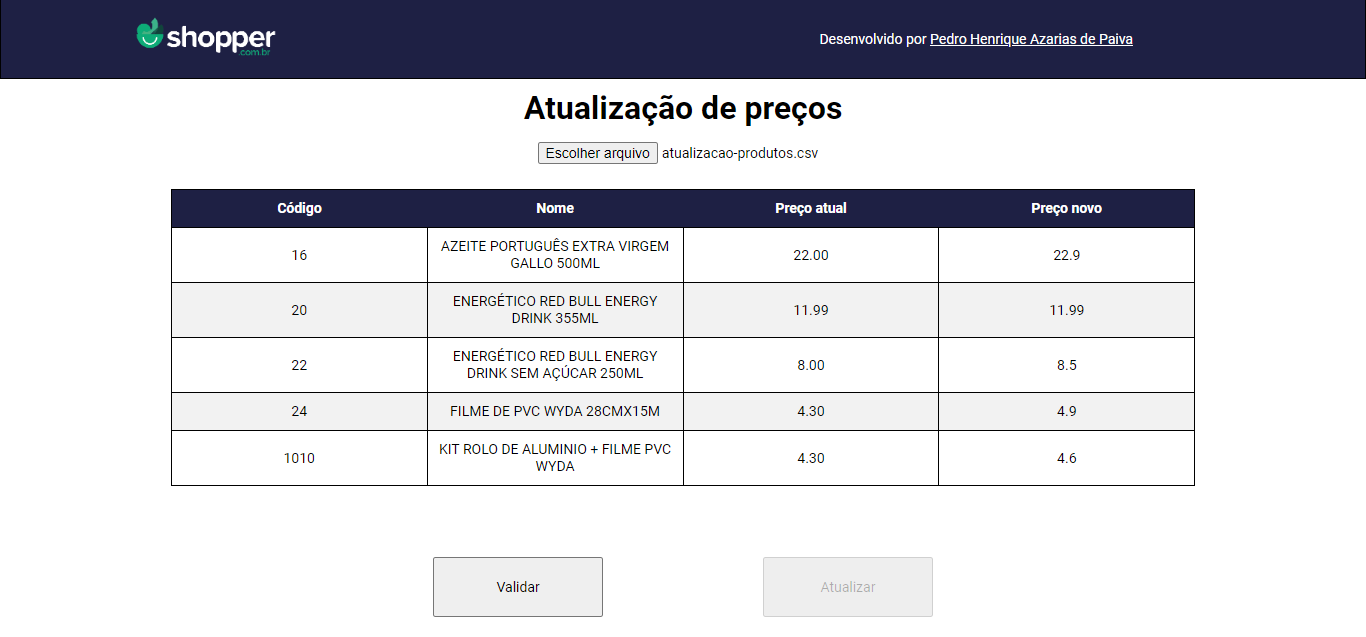 shopper
.com.br
Desenvolvido por Pedro Henrique Azarias de Paiva
Atualização de preços
Escolher arquivo atualizacao-produtos.csv
Código Nome Preço atual Preço novo
16 AZEITE PORTUGUÊS EXTRA VIRGEM 22.00 22.9
GALLO 500ML
20 ENERGÉTICO RED BULL ENERGY 11.99 11.99
DRINK 355ML
22 ENERGÉTICO RED BULL ENERGY 8.00 8.5
DRINK SEM AÇÚCAR 250ML
24 FILME DE PVC WYDA 28CMX15M 4.30 4.9
1010 KIT ROLO DE ALUMINIO + FILME PVC 4.30 4.6
WYDA
Validar Atualizar